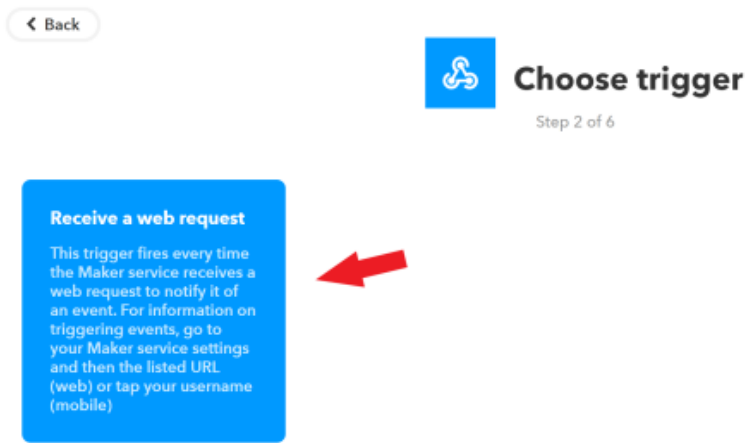 Back
Choose trigger
Step 2 of 6
Receive a web request
This trigger fires every time
the Maker service receives a
web request to notify it of
an event. For information on
triggering events, go to
your Maker service settings
and then the listed URL
(web) or tap your username
(mobile)